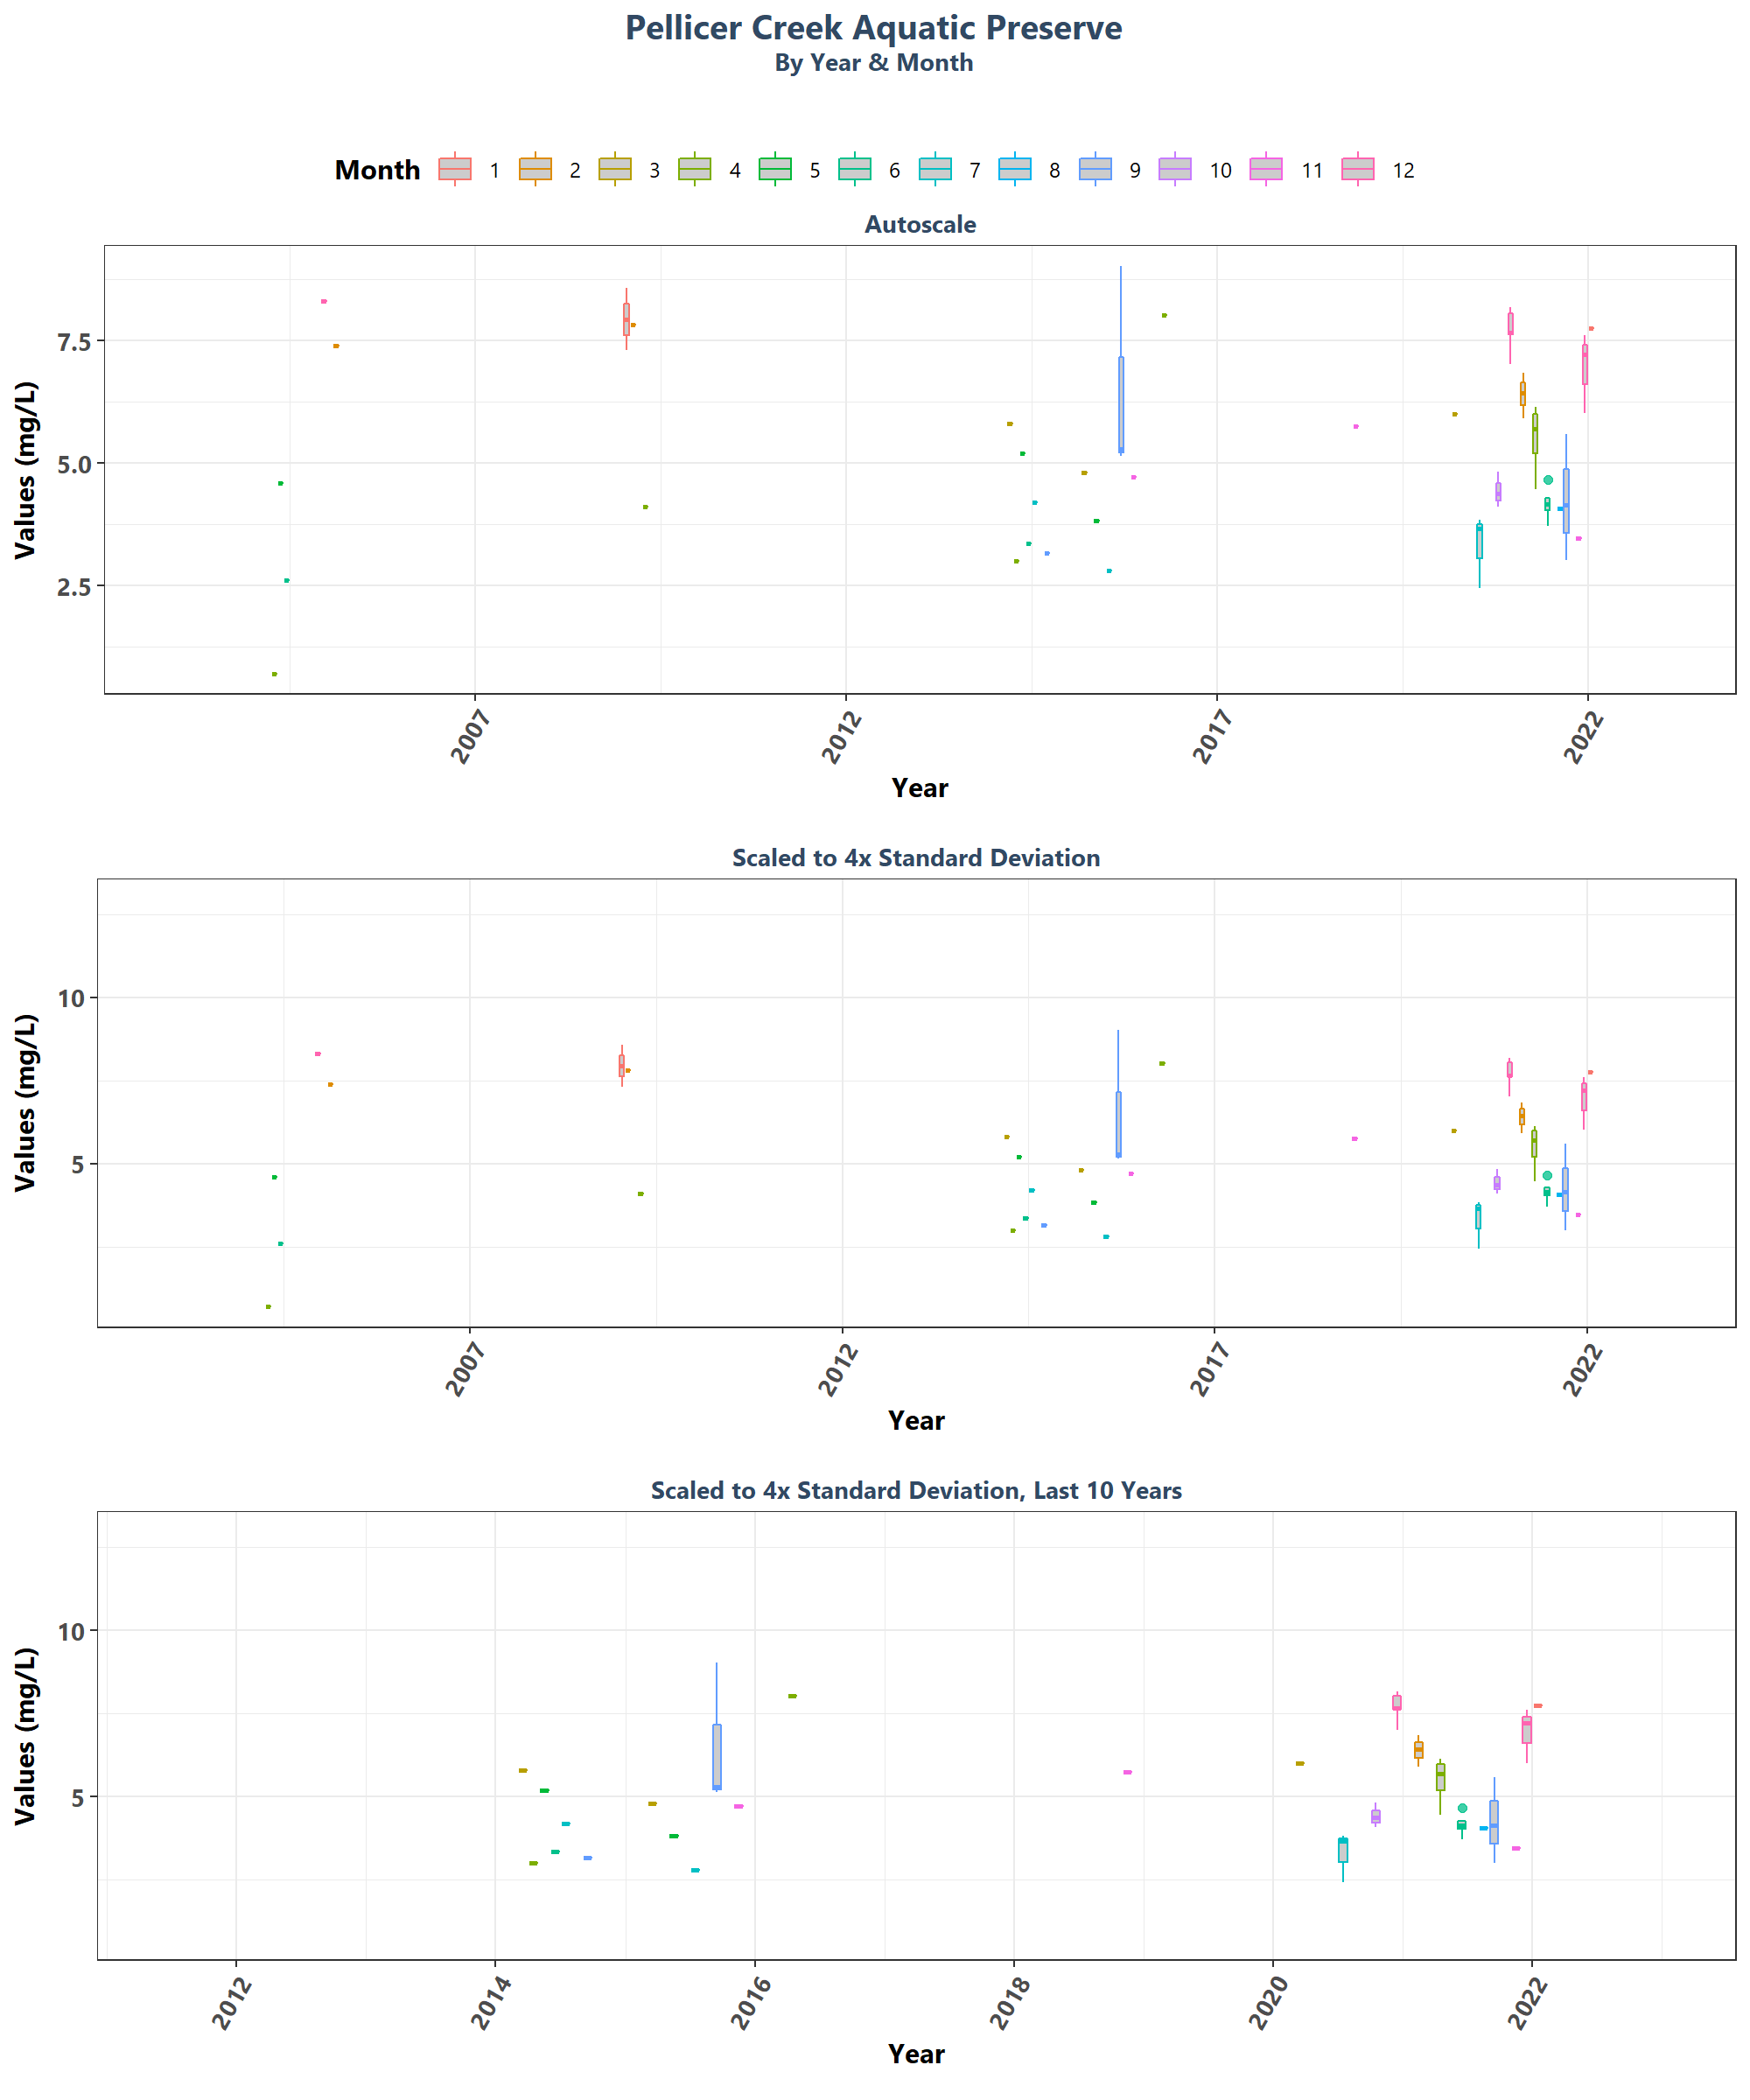 Pellicer Creek Aquatic Preserve
By Year & Month
Month 1 2 3 4 5 6 7 8 9 10 11 12
Autoscale
Values (mg/L)
7.5
5.0
2.5
2007 2012 2017 2022
Year
Scaled to 4x Standard Deviation
Values (mg/L)
10
5
2007 2012 2017 2022
Year
Scaled to 4x Standard Deviation, Last 10 Years
Values (mg/L)
10
5
2012 2014 2016 2018 2020 2022
Year